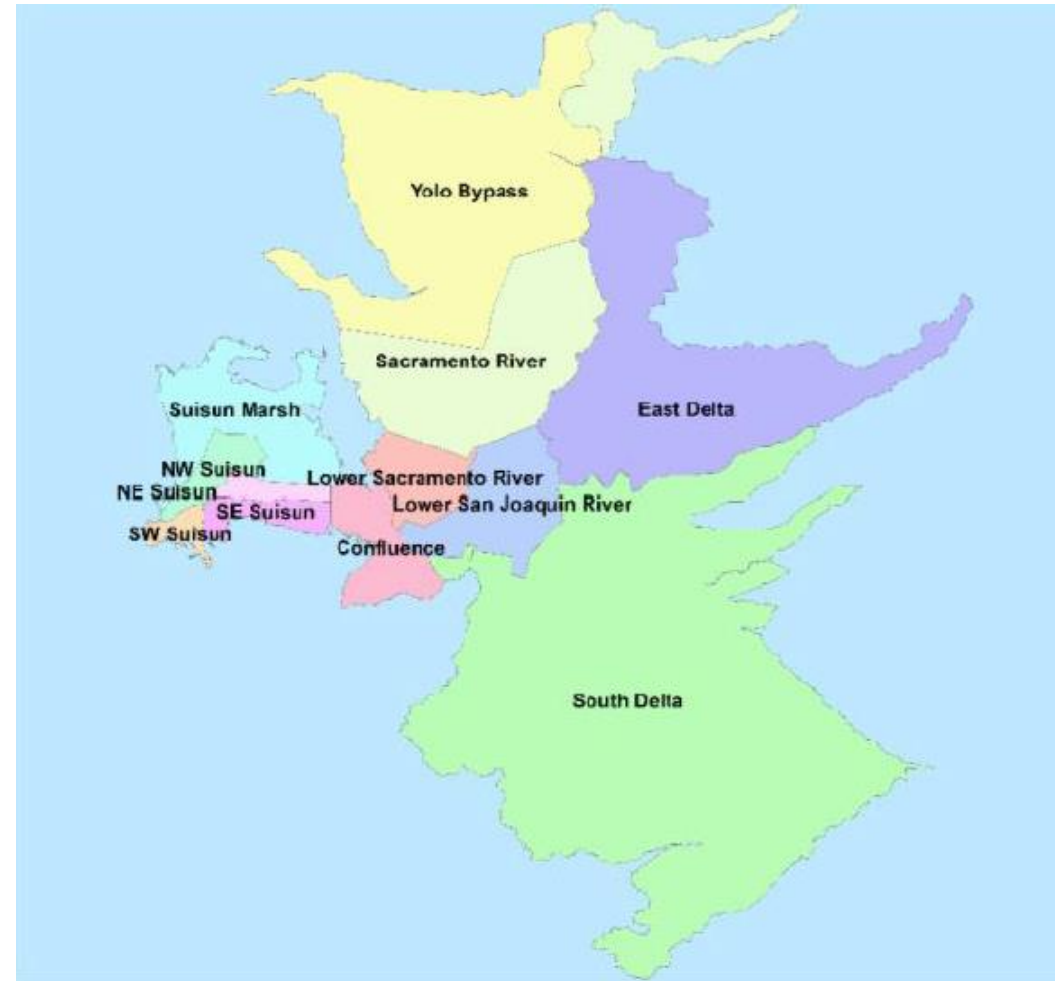 Yolo Bypass
Sacramento River
Suisun Marsh
East Delta
NW Suisun
Lower Sacramento River
NE Suisun
Lower San Joaquin River
SE Suisun
SW Suisun
Confluence
South Delta